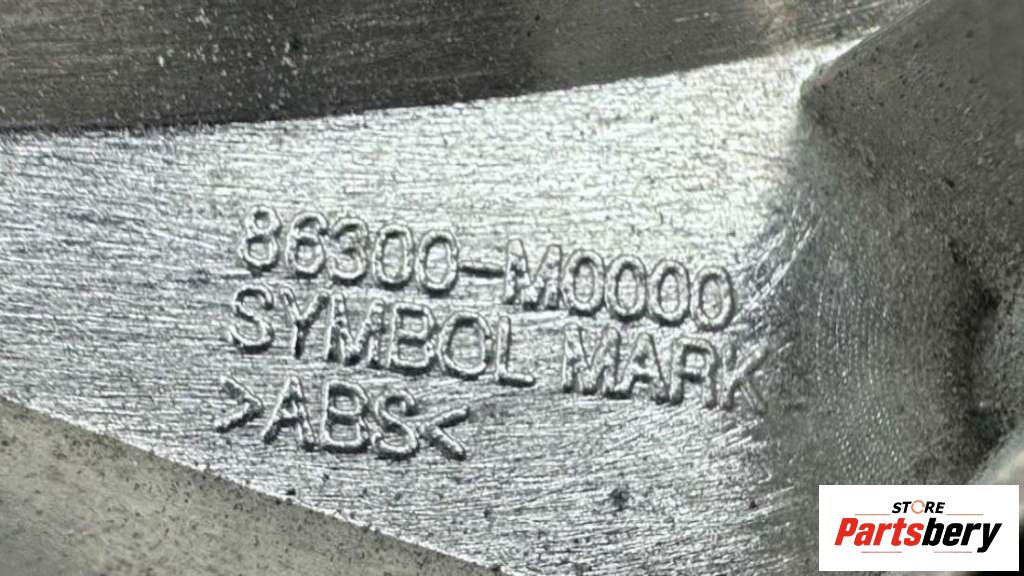 86300-M0000
SYMBOL MARK
>ABS<
STORE
Partsbery